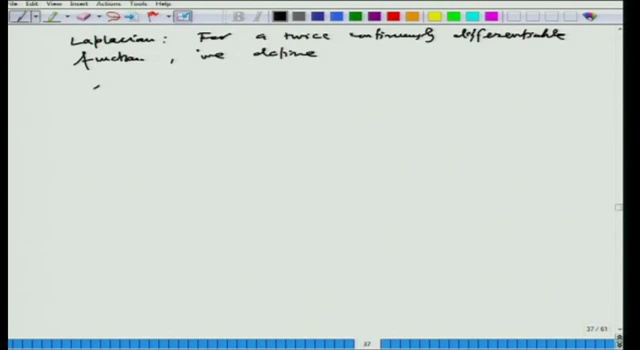 File Edit View Insert Actions Tools Help
Laplacian : For a twice continuously differentiable
function , we define
37 / 61
37